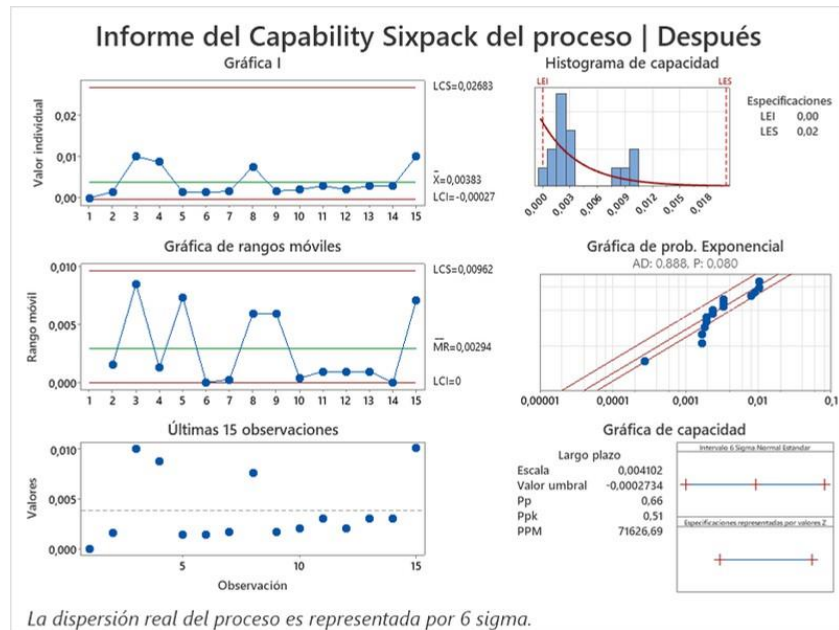 Informe del Capability Sixpack del proceso | Después
Gráfica I
Valor individual
0,02
0,01
0,00
1 2 3 4 5 6 7 8 9 10 11 12 13 14 15
LCS=0,02683
X̄=0,00383
LCI=-0,00027
Histograma de capacidad
LEI
LES
0,000 0,003 0,006 0,009 0,012 0,015 0,018
Especificaciones
LEI 0,00
LES 0,02
Gráfica de rangos móviles
Rango móvil
0,010
0,005
0,000
1 2 3 4 5 6 7 8 9 10 11 12 13 14 15
LCS=0,00962
M̅R̅=0,00294
LCI=0
Gráfica de prob. Exponencial
AD: 0.888, P: 0.080
0,00001 0,0001 0,001 0,01 0,1
Últimas 15 observaciones
Valores
0,010
0,005
0,000
5 10 15
Observación
Gráfica de capacidad
Largo plazo
Escala 0,004102
Valor umbral -0,0002734
Pp 0,66
Ppk 0,51
PPM 71626,69
Intervalo 6 Sigma Normal Estandar
Especificaciones representadas por valores Z
La dispersión real del proceso es representada por 6 sigma.